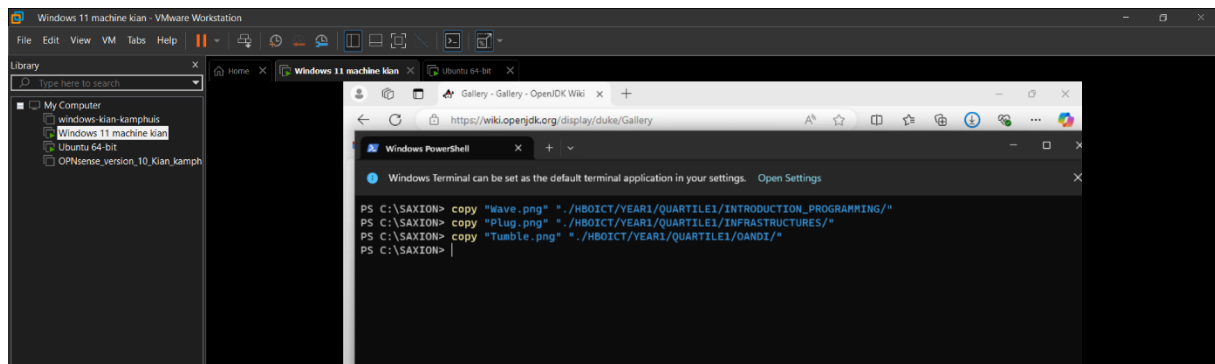 Windows 11 machine kian - VMware Workstation
File Edit View VM Tabs Help
Library
Type here to search
My Computer
windows-kian-kamphuis
Windows 11 machine kian
Ubuntu 64-bit
OPNsense_version_10_Kian_kamph
Home
Windows 11 machine kian
Ubuntu 64-bit
Gallery - Gallery - OpenJDK Wiki
https://wiki.openjdk.org/display/duke/Gallery
Windows PowerShell
Windows Terminal can be set as the default terminal application in your settings. Open Settings
PS C:\SAXION> copy "Wave.png" "./HBOICT/YEAR1/QUARTILE1/INTRODUCTION_PROGRAMMING/"
PS C:\SAXION> copy "Plug.png" "./HBOICT/YEAR1/QUARTILE1/INFRASTRUCTURES/"
PS C:\SAXION> copy "Tumble.png" "./HBOICT/YEAR1/QUARTILE1/OANDI/"
PS C:\SAXION>